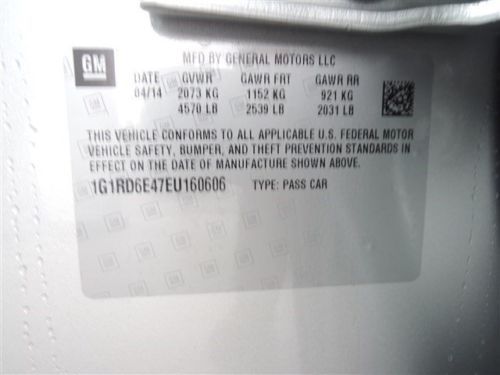 GM
MFD BY GENERAL MOTORS LLC
DATE GVWR GAWR FRT GAWR RR
04/14 2073 KG 1152 KG 921 KG
4570 LB 2539 LB 2031 LB
THIS VEHICLE CONFORMS TO ALL APPLICABLE U.S. FEDERAL MOTOR
VEHICLE SAFETY, BUMPER, AND THEFT PREVENTION STANDARDS IN
EFFECT ON THE DATE OF MANUFACTURE SHOWN ABOVE.
1G1RD6E47EU160606 TYPE: PASS CAR